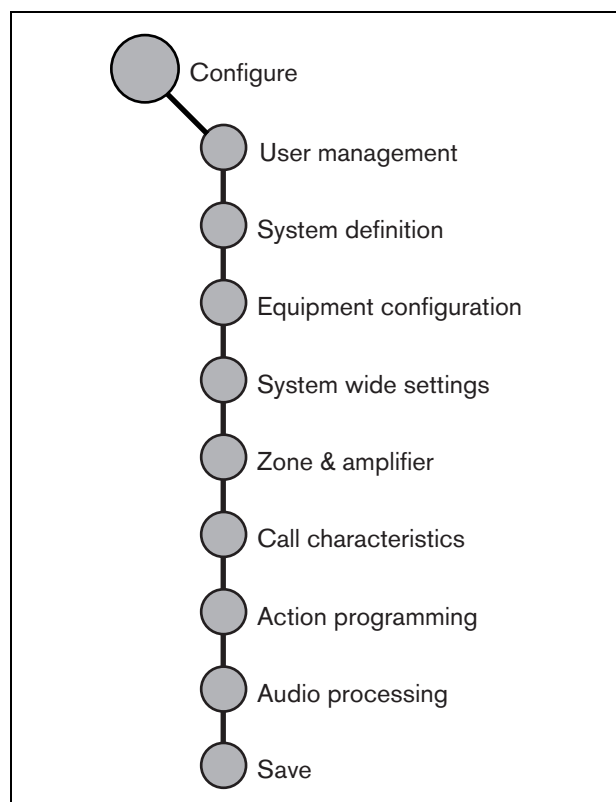 Configure
User management
System definition
Equipment configuration
System wide settings
Zone & amplifier
Call characteristics
Action programming
Audio processing
Save